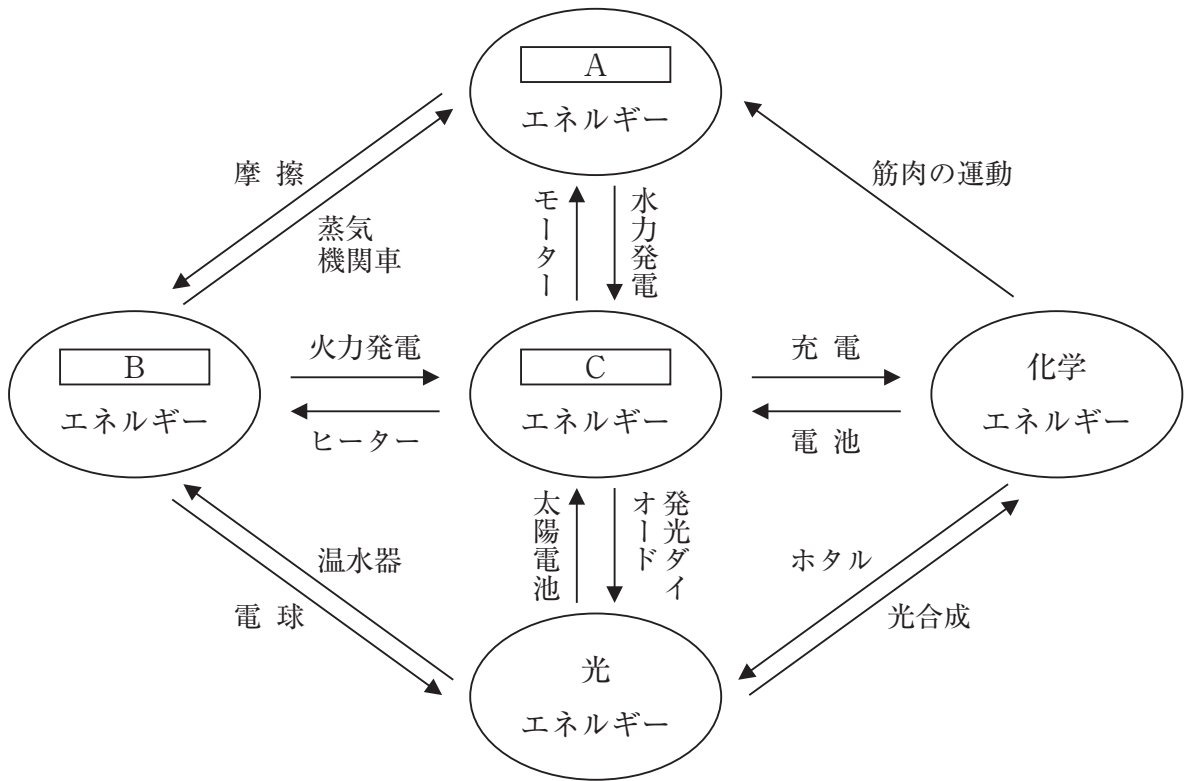 A
エネルギー
摩 擦
蒸気
機関車
モーター
水力発電
筋肉の運動
B
エネルギー
火力発電
ヒーター
C
エネルギー
充 電
電 池
化学
エネルギー
温水器
電 球
太陽電池
発光ダイ
オード
ホタル
光合成
光
エネルギー